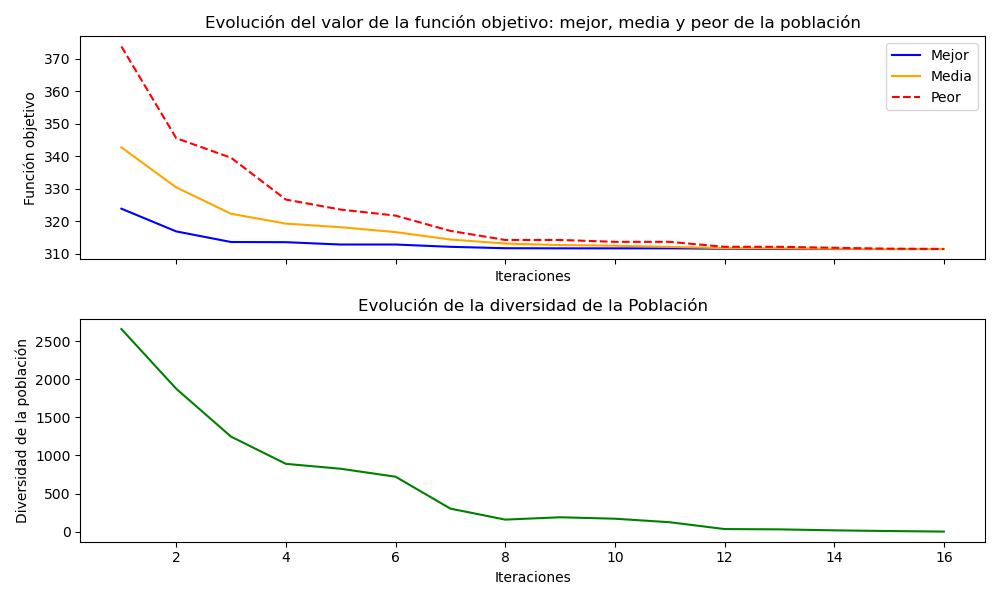 Evolución del valor de la función objetivo: mejor, media y peor de la población
Función objetivo
370
360
350
340
330
320
310
Mejor
Media
Peor
Iteraciones
Evolución de la diversidad de la Población
Diversidad de la población
2500
2000
1500
1000
500
0
2 4 6 8 10 12 14 16
Iteraciones